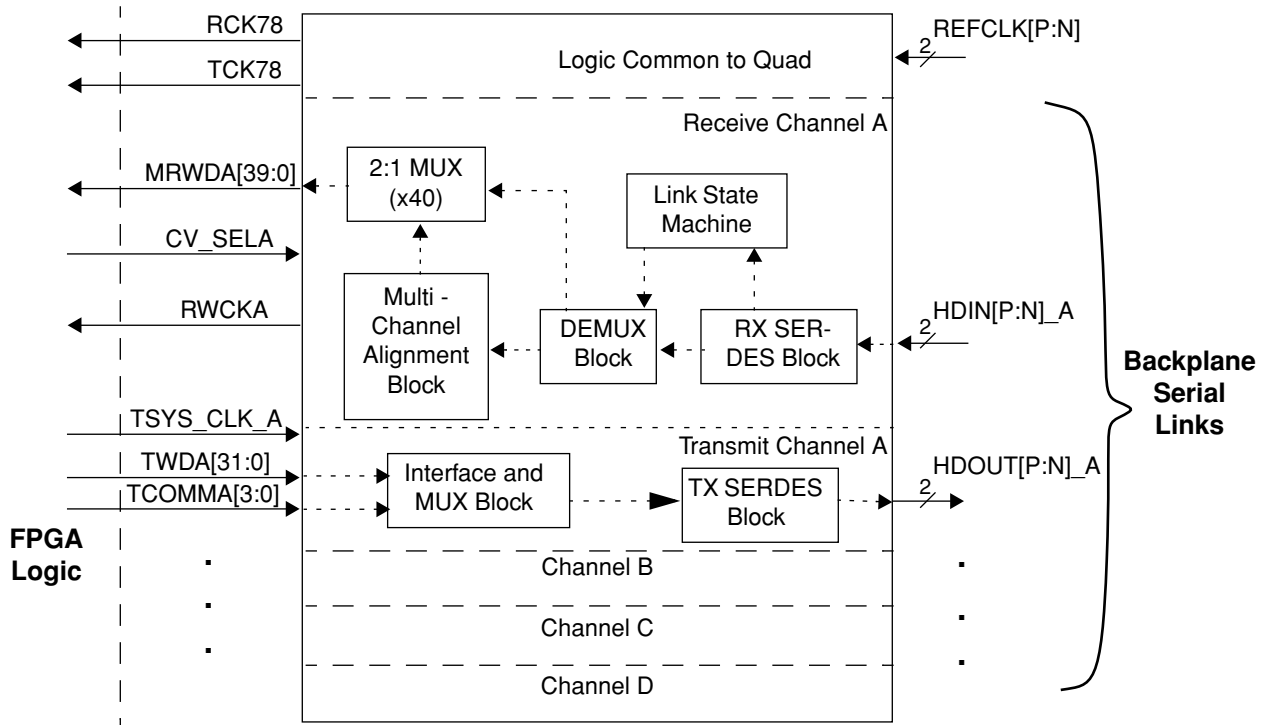 RCK78
REFCLK[P:N]
2
TCK78
Logic Common to Quad
Receive Channel A
MRWDA[39:0]
2:1 MUX
(x40)
Link State
Machine
CV_SELA
RWCKA
Multi -
Channel
Alignment
Block
DEMUX
Block
RX SER-
DES Block
HDIN[P:N]_A
2
Backplane
Serial
Links
TSYS_CLK_A
Transmit Channel A
TWDA[31:0]
TCOMMA[3:0]
Interface and
MUX Block
TX SERDES
Block
HDOUT[P:N]_A
2
FPGA
Logic
Channel B
Channel C
Channel D